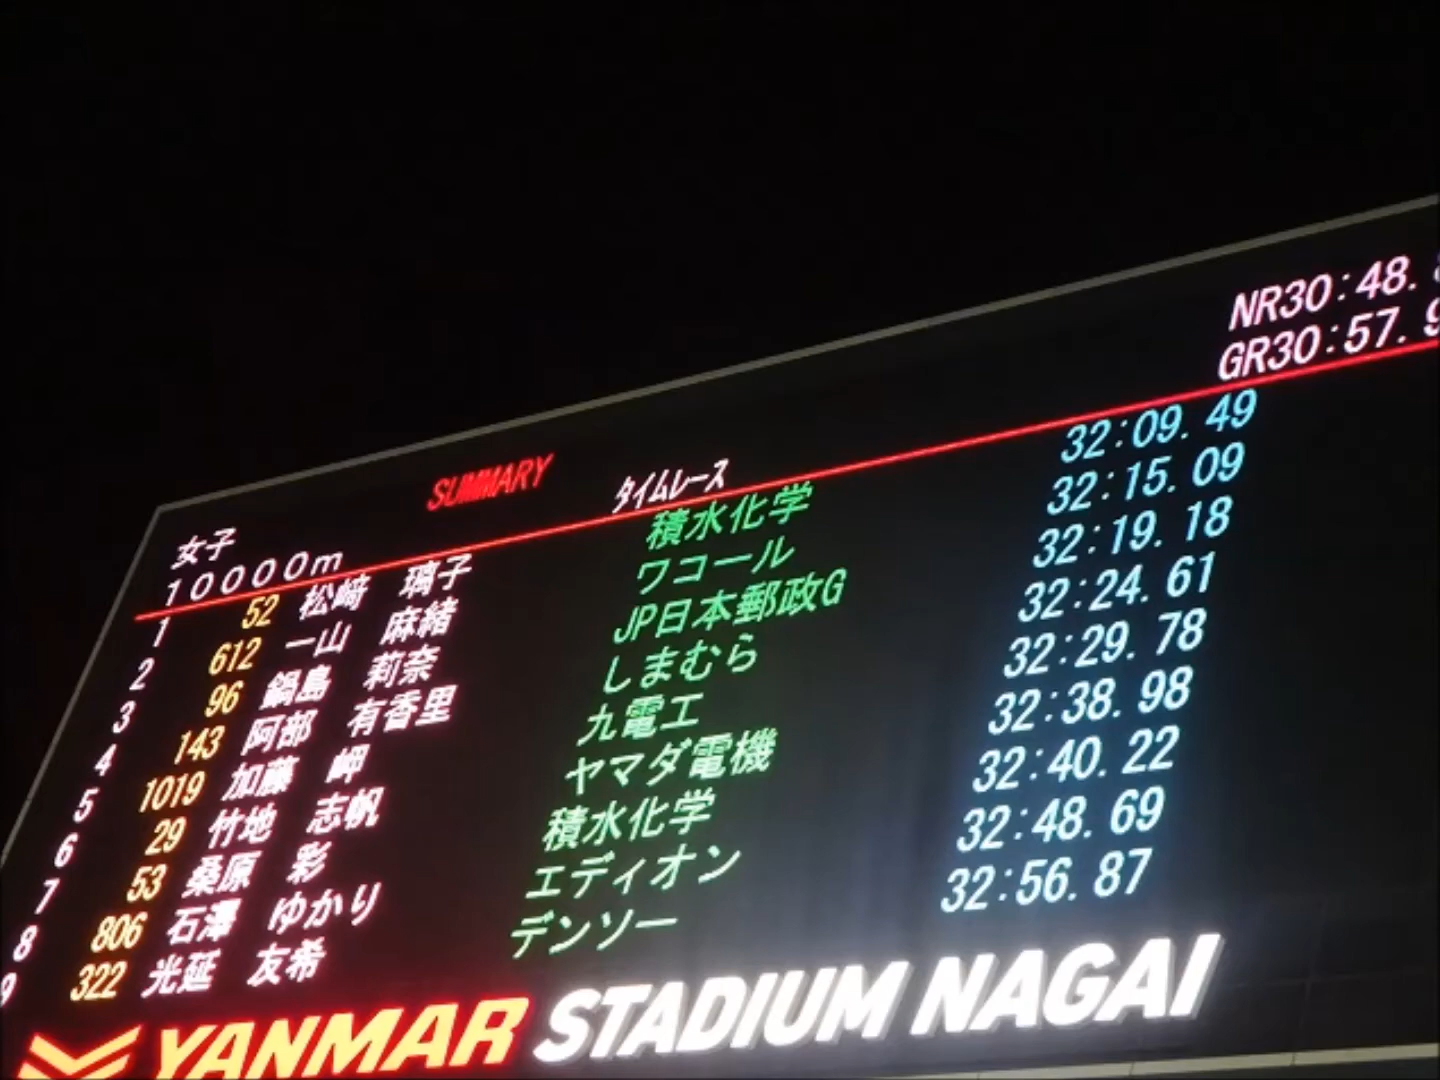 NR30:48.
GR30:57.9
SUMMARY タイムレース
女子
10000m
1 52 松﨑 璃子 積水化学 32:09.49
2 612 一山 麻緒 ワコール 32:15.09
3 96 鍋島 莉奈 JP日本郵政G 32:19.18
4 143 阿部 有香里 しまむら 32:24.61
5 1019 加藤 岬 九電工 32:29.78
6 29 竹地 志帆 ヤマダ電機 32:38.98
7 53 桑原 彩 積水化学 32:40.22
8 806 石澤 ゆかり エディオン 32:48.69
9 322 光延 友希 デンソー 32:56.87
YANMAR STADIUM NAGAI